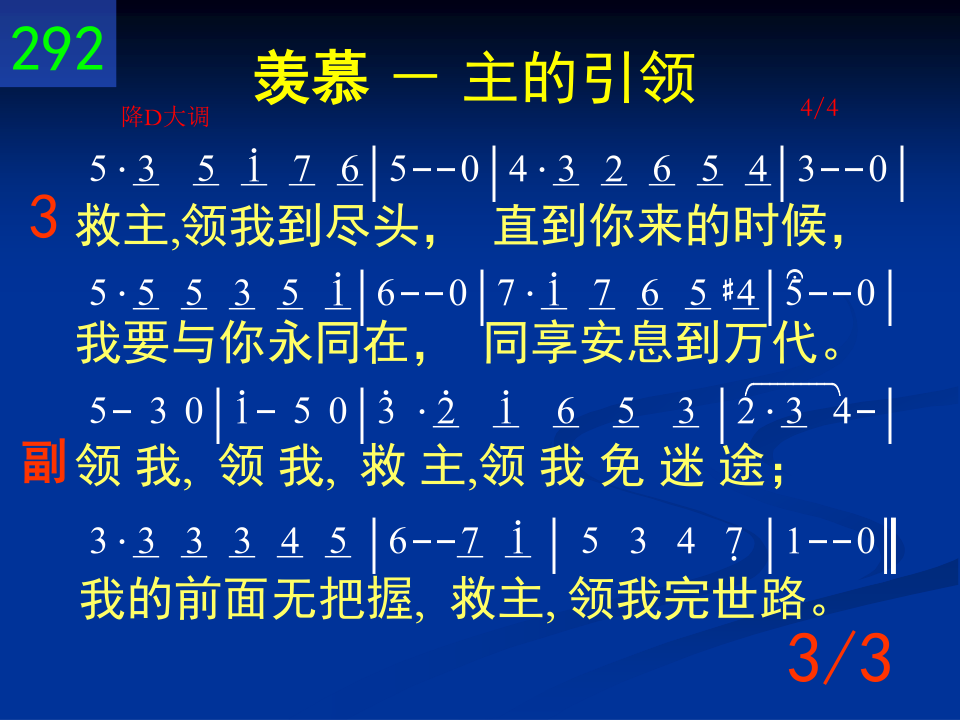 292
羡慕 － 主的引领
降D大调 4/4
5·3 5 i 7 6|5--0|4·3 2 6 5 4|3--0|
3 救主,领我到尽头， 直到你来的时候，
5·5 5 3 5 i|6--0|7·i 7 6 5 #4|5--0|
我要与你永同在， 同享安息到万代。
5- 3 0|i- 5 0|3̇·2̇ i 6 5 3|2·3 4-|
副 领 我, 领 我, 救 主,领 我 免 迷 途；
3·3 3 3 4 5|6--7 i| 5 3 4 7̣ |1--0‖
我的前面无把握, 救主, 领我完世路。
3/3